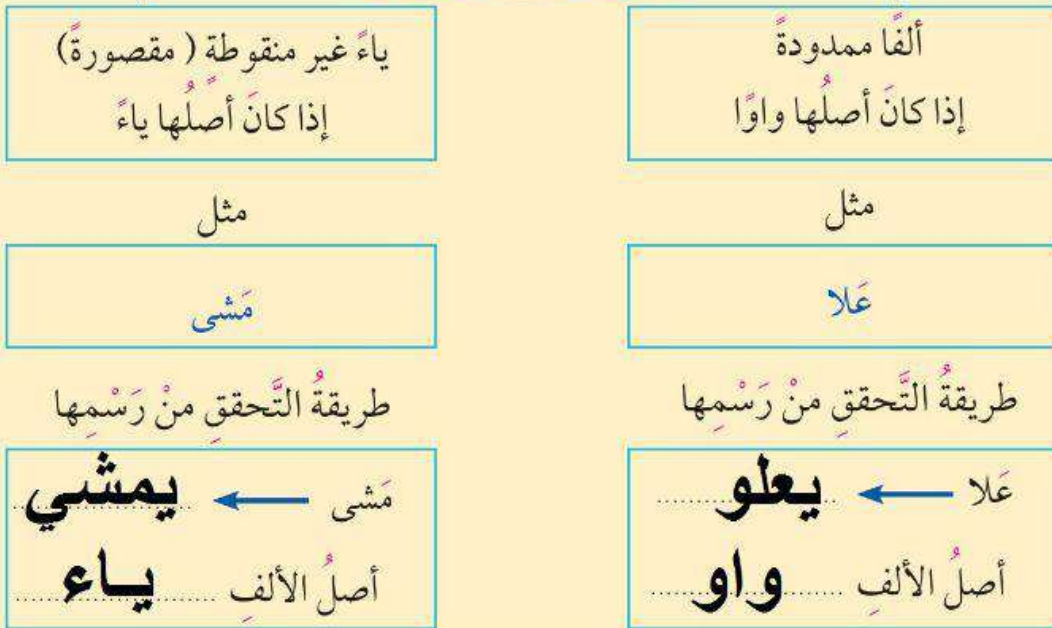 ألفًا ممدودةً
إذا كانَ أصلُها واوًا
مثل
عَلا
طريقةُ التَّحققِ منْ رَسْمِها
عَلا ← يعلو
أصلُ الألفِ واو
ياءً غير منقوطةٍ ( مقصورةً)
إذا كانَ أصلُها ياءً
مثل
مَشى
طريقةُ التَّحققِ منْ رَسْمِها
مَشى ← يمشي
أصلُ الألفِ ياء